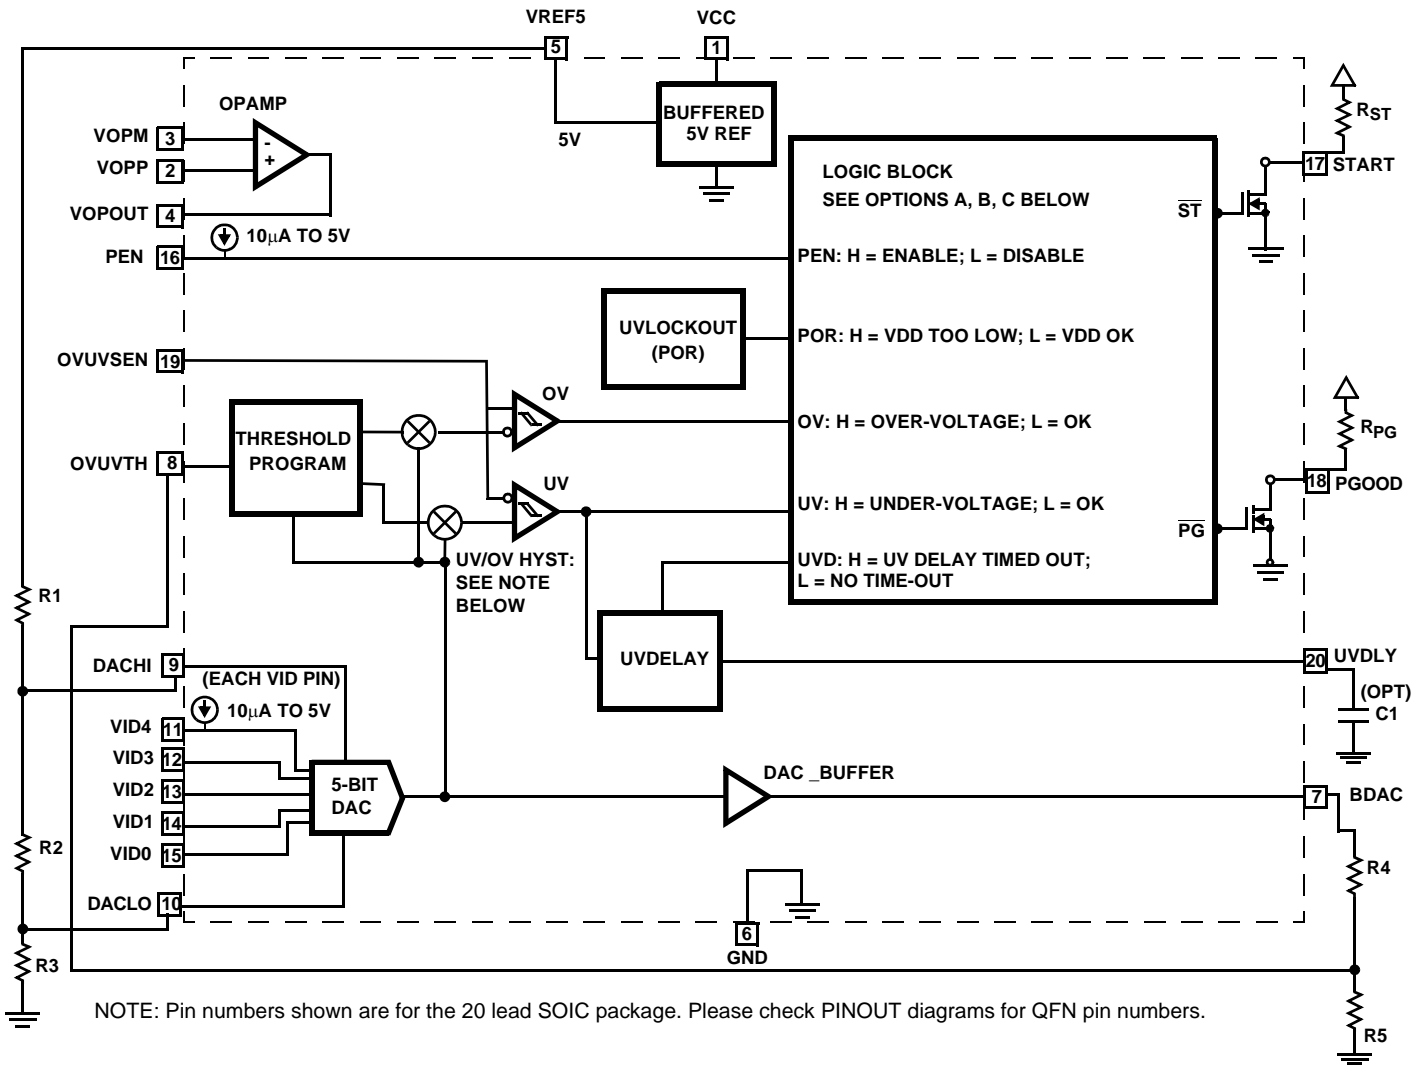 VREF5
VCC
5
1
OPAMP
VOPM 3
-
VOPP 2
+
VOPOUT 4
10µA TO 5V
PEN 16
5V
BUFFERED
5V REF
LOGIC BLOCK
SEE OPTIONS A, B, C BELOW
ST
RST
17 START
PEN: H = ENABLE; L = DISABLE
UVLOCKOUT
(POR)
POR: H = VDD TOO LOW; L = VDD OK
OVUVSEN 19
OV
OV: H = OVER-VOLTAGE; L = OK
THRESHOLD
PROGRAM
OVUVTH 8
UV
UV: H = UNDER-VOLTAGE; L = OK
RPG
18 PGOOD
PG
UV/OV HYST:
SEE NOTE
BELOW
UVD: H = UV DELAY TIMED OUT;
L = NO TIME-OUT
R1
UVDELAY
20 UVDLY
(OPT)
C1
DACHI 9
(EACH VID PIN)
10µA TO 5V
VID4 11
VID3 12
VID2 13
VID1 14
VID0 15
5-BIT
DAC
DAC _BUFFER
7 BDAC
R2
R4
DACLO 10
6
GND
R3
R5
NOTE: Pin numbers shown are for the 20 lead SOIC package. Please check PINOUT diagrams for QFN pin numbers.